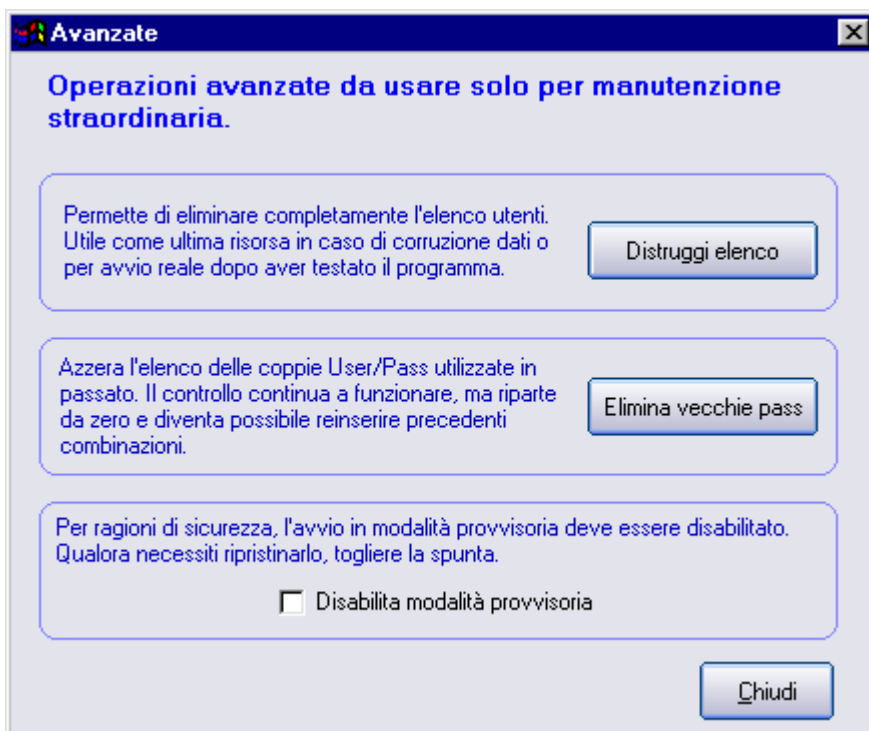 Avanzate
Operazioni avanzate da usare solo per manutenzione
straordinaria.
Permette di eliminare completamente l'elenco utenti.
Utile come ultima risorsa in caso di corruzione dati o
per avvio reale dopo aver testato il programma.
Distruggi elenco
Azzera l'elenco delle coppie User/Pass utilizzate in
passato. Il controllo continua a funzionare, ma riparte
da zero e diventa possibile reinserire precedenti
combinazioni.
Elimina vecchie pass
Per ragioni di sicurezza, l'avvio in modalità provvisoria deve essere disabilitato.
Qualora necessiti ripristinarlo, togliere la spunta.
Disabilita modalità provvisoria
Chiudi